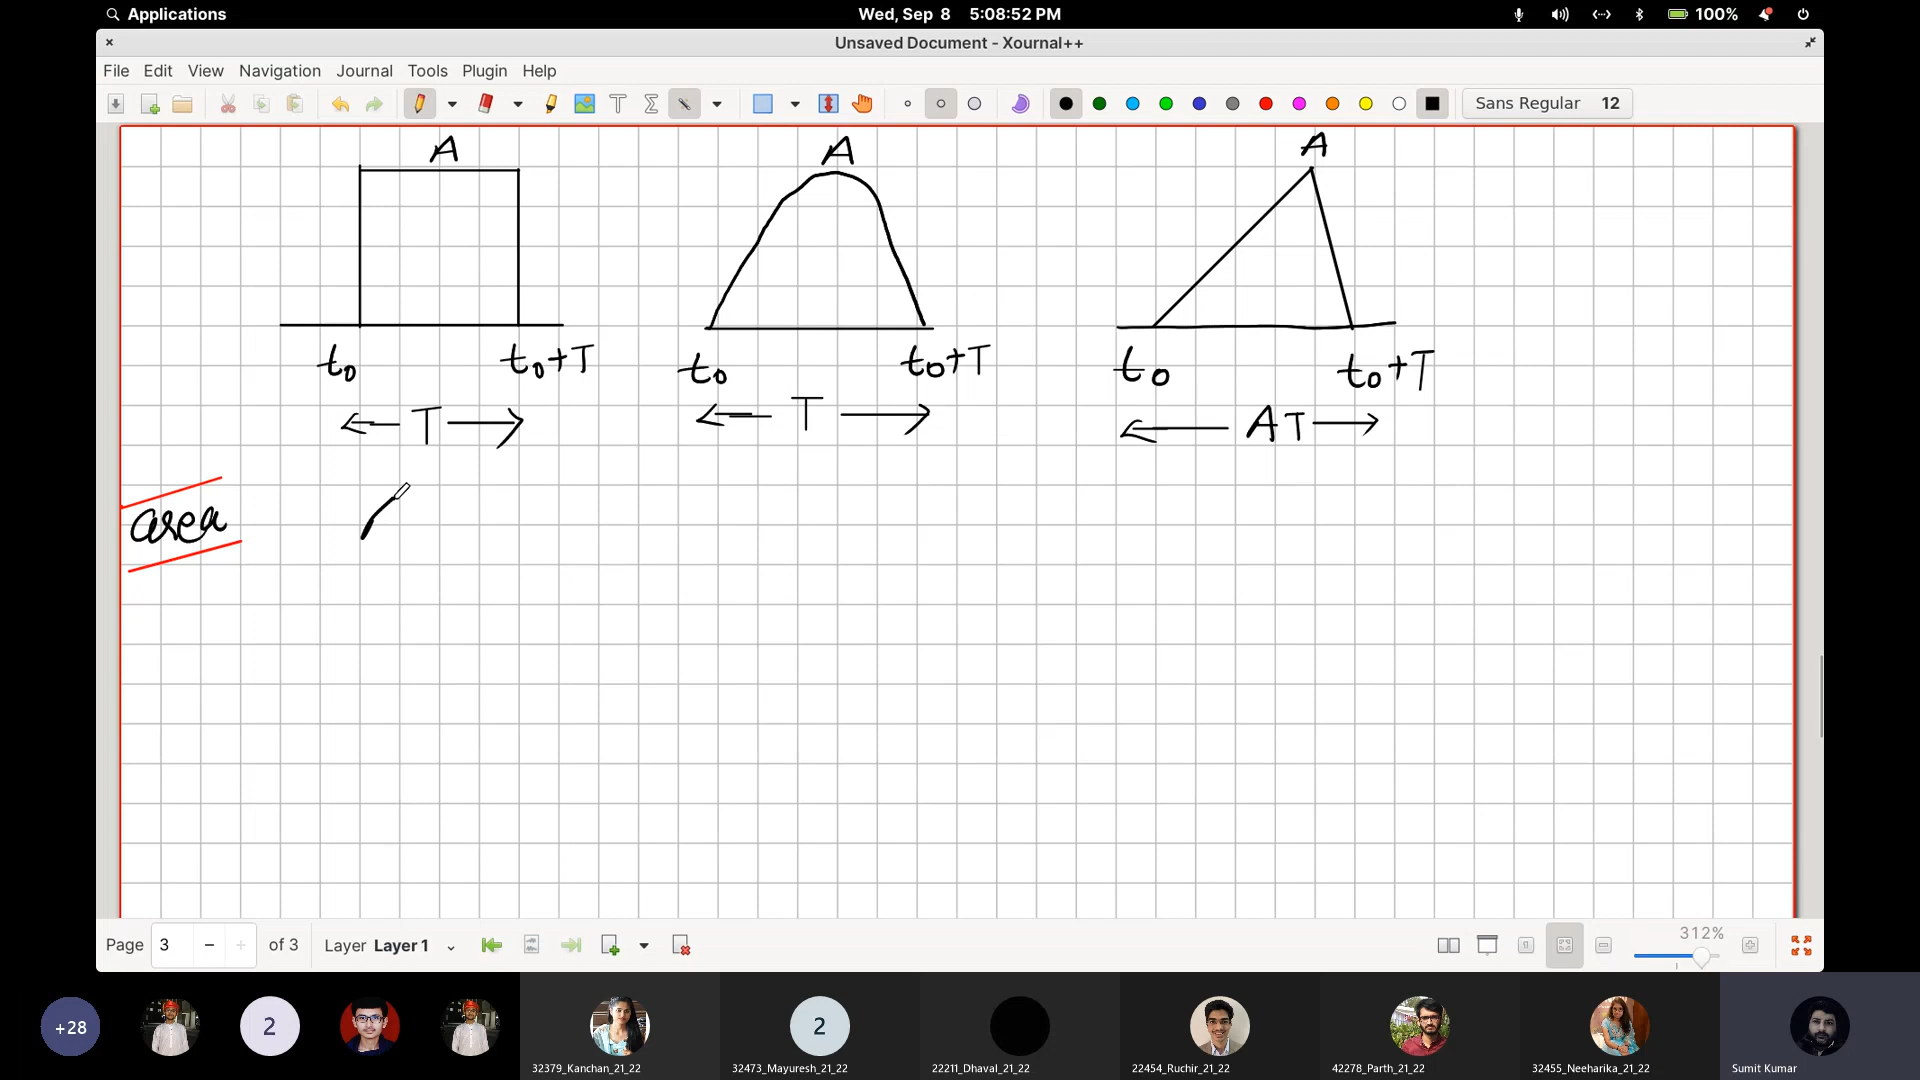 Applications
Wed, Sep 8 5:08:52 PM
100%
Unsaved Document - Xournal++
File Edit View Navigation Journal Tools Plugin Help
Sans Regular 12
A A A
t₀ t₀+T t₀ t₀+T t₀ t₀+T
← T → ← T → ← AT →
area
312%
Page 3 of 3 Layer Layer 1
+28 2 2
32379_Kanchan_21_22 32473_Mayuresh_21_22 22211_Dhaval_21_22 22454_Ruchir_21_22 42278_Parth_21_22 32455_Neeharika_21_22 Sumit Kumar